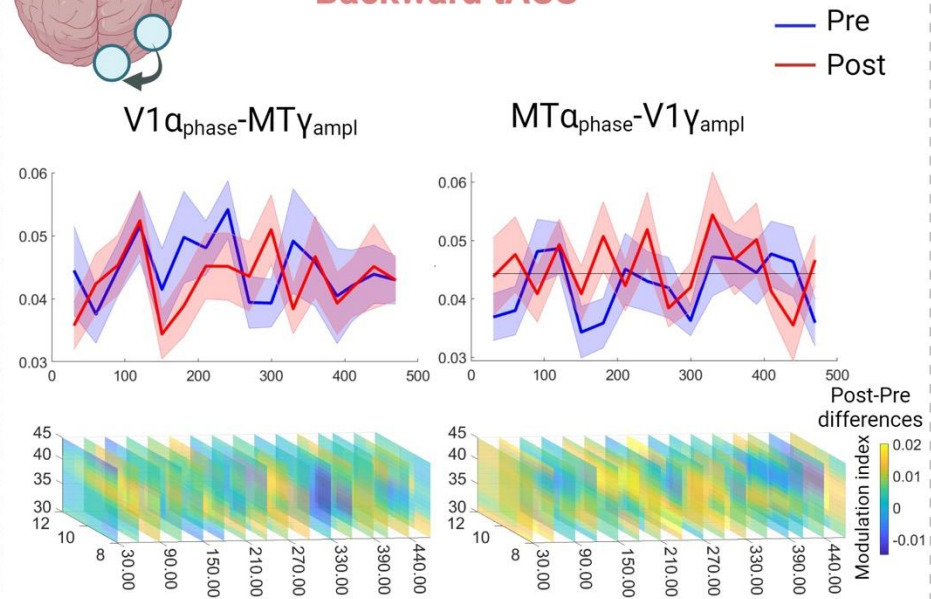 Backward tACS
Pre
Post
V1αphase-MTγampl
MTαphase-V1γampl
0.06
0.05
0.04
0.03
0 100 200 300 400 500
0.06
0.05
0.04
0.03
0 100 200 300 400 500
Post-Pre
differences
45
40
35
30
12
10
8
30.00 90.00 150.00 210.00 270.00 330.00 390.00 440.00
45
40
35
30
12
10
8
30.00 90.00 150.00 210.00 270.00 330.00 390.00 440.00
Modulation index
0.02
0.01
0
-0.01